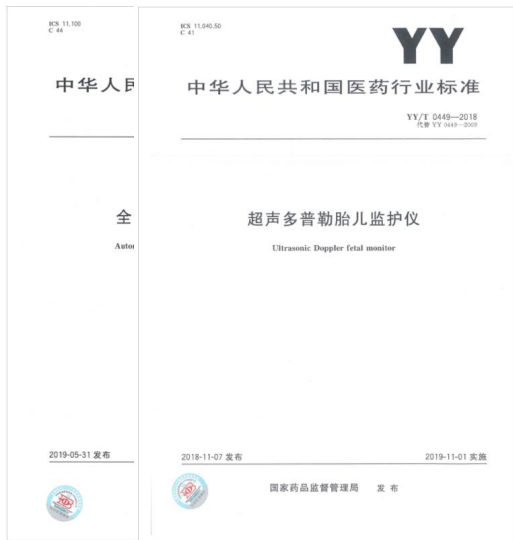 ICS 11.100
C 44
中华人民
全
Auto
2019-05-31 发布
ICS 11.040.50
C 41
YY
中华人民共和国医药行业标准
YY/T 0449—2018
代替 YY 0449—2009
超声多普勒胎儿监护仪
Ultrasonic Doppler fetal monitor
2018-11-07 发布
2019-11-01 实施
国家药品监督管理局 发布